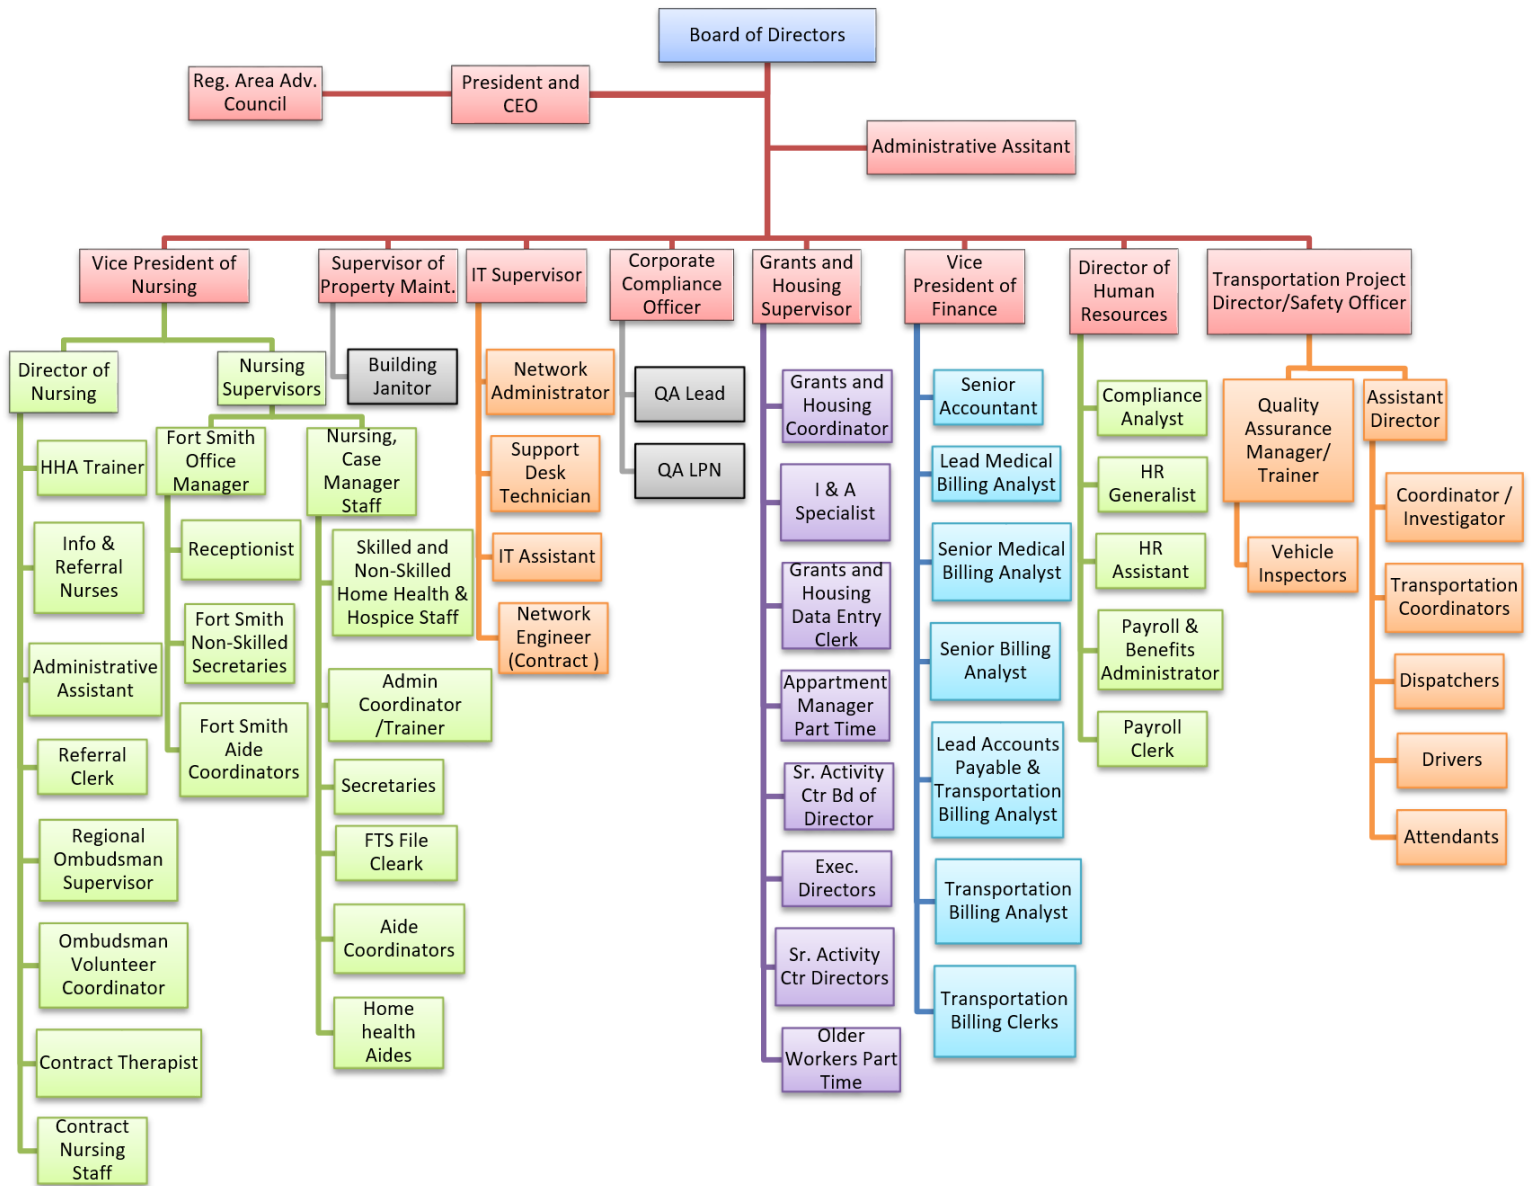 Board of Directors
Reg. Area Adv.
Council
President and
CEO
Administrative Assitant
Vice President of
Nursing
Supervisor of
Property Maint.
IT Supervisor
Corporate
Compliance
Officer
Grants and
Housing
Supervisor
Vice
President of
Finance
Director of
Human
Resources
Transportation Project
Director/Safety Officer
Director of
Nursing
HHA Trainer
Info &
Referral
Nurses
Administrative
Assistant
Referral
Clerk
Regional
Ombudsman
Supervisor
Ombudsman
Volunteer
Coordinator
Contract Therapist
Contract
Nursing
Staff
Nursing
Supervisors
Fort Smith
Office
Manager
Receptionist
Fort Smith
Non-Skilled
Secretaries
Fort Smith
Aide
Coordinators
Nursing,
Case
Manager
Staff
Skilled and
Non-Skilled
Home Health &
Hospice Staff
Admin
Coordinator
/Trainer
Secretaries
FTS File
Cleark
Aide
Coordinators
Home
health
Aides
Building
Janitor
Network
Administrator
Support
Desk
Technician
IT Assistant
Network
Engineer
(Contract )
QA Lead
QA LPN
Grants and
Housing
Coordinator
I & A
Specialist
Grants and
Housing
Data Entry
Clerk
Appartment
Manager
Part Time
Sr. Activity
Ctr Bd of
Director
Exec.
Directors
Sr. Activity
Ctr Directors
Older
Workers Part
Time
Senior
Accountant
Lead Medical
Billing Analyst
Senior Medical
Billing Analyst
Senior Billing
Analyst
Lead Accounts
Payable &
Transportation
Billing Analyst
Transportation
Billing Analyst
Transportation
Billing Clerks
Compliance
Analyst
HR
Generalist
HR
Assistant
Payroll &
Benefits
Administrator
Payroll
Clerk
Quality
Assurance
Manager/
Trainer
Vehicle
Inspectors
Assistant
Director
Coordinator /
Investigator
Transportation
Coordinators
Dispatchers
Drivers
Attendants